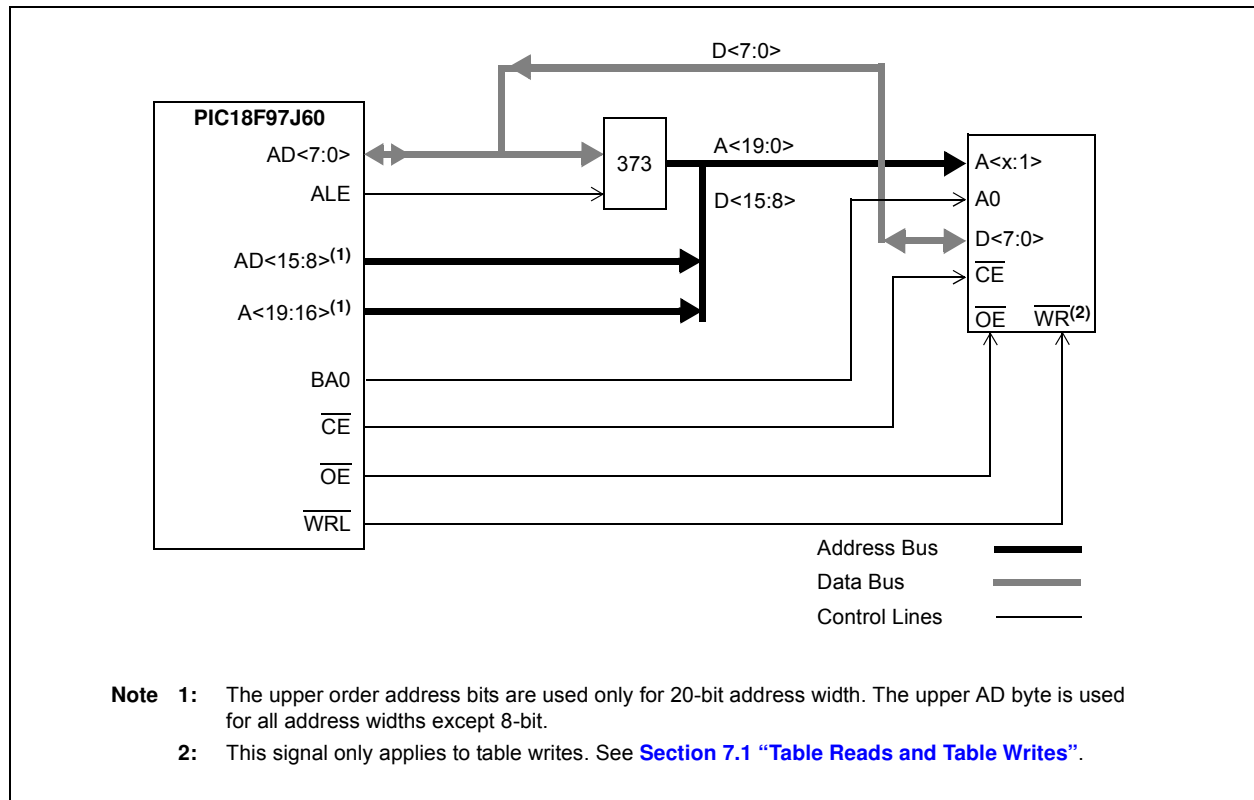 D<7:0>
PIC18F97J60
AD<7:0>
373
A<19:0>
A<x:1>
ALE
D<15:8>
A0
AD<15:8>(1)
D<7:0>
A<19:16>(1)
CE
OE WR(2)
BA0
CE
OE
WRL
Address Bus
Data Bus
Control Lines
Note 1: The upper order address bits are used only for 20-bit address width. The upper AD byte is used
for all address widths except 8-bit.
2: This signal only applies to table writes. See Section 7.1 “Table Reads and Table Writes”.